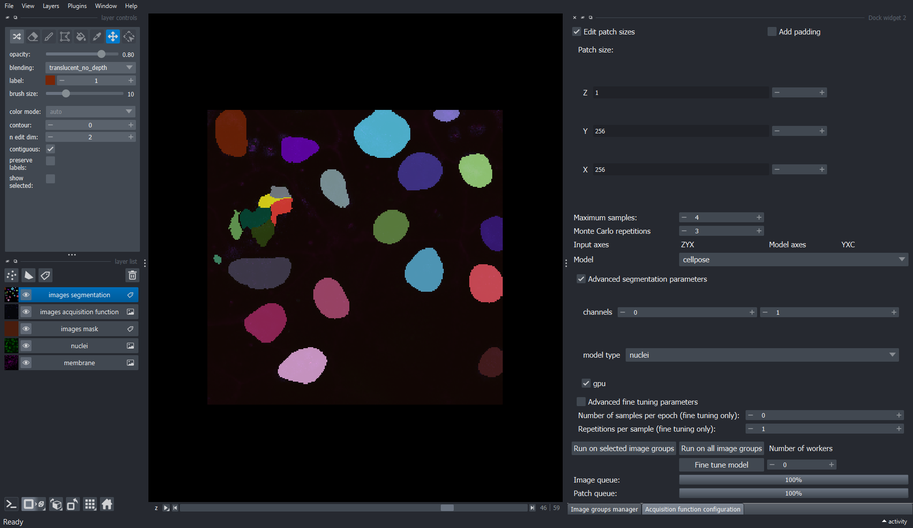 File View Layers Plugins Window Help
layer controls
opacity: 0.80
blending: translucent_no_depth
label: 1
brush size: 10
color mode: auto
contour: 0
n edit dim: 2
contiguous:
preserve
labels:
show
selected:
layer list
images segmentation
images acquisition function
images mask
nuclei
membrane
Ready
z 46 59
Dock widget 2
Edit patch sizes Add padding
Patch size:
Z 1
Y 256
X 256
Maximum samples: 4
Monte Carlo repetitions 3
Input axes ZYX Model axes YXC
Model cellpose
Advanced segmentation parameters
channels 0 1
model type nuclei
gpu
Advanced fine tuning parameters
Number of samples per epoch (fine tuning only): 0
Repetitions per sample (fine tuning only): 1
Run on selected image groups Run on all image groups Number of workers
Fine tune model 0
Image queue: 100%
Patch queue: 100%
Image groups manager Acquisition function configuration
activity